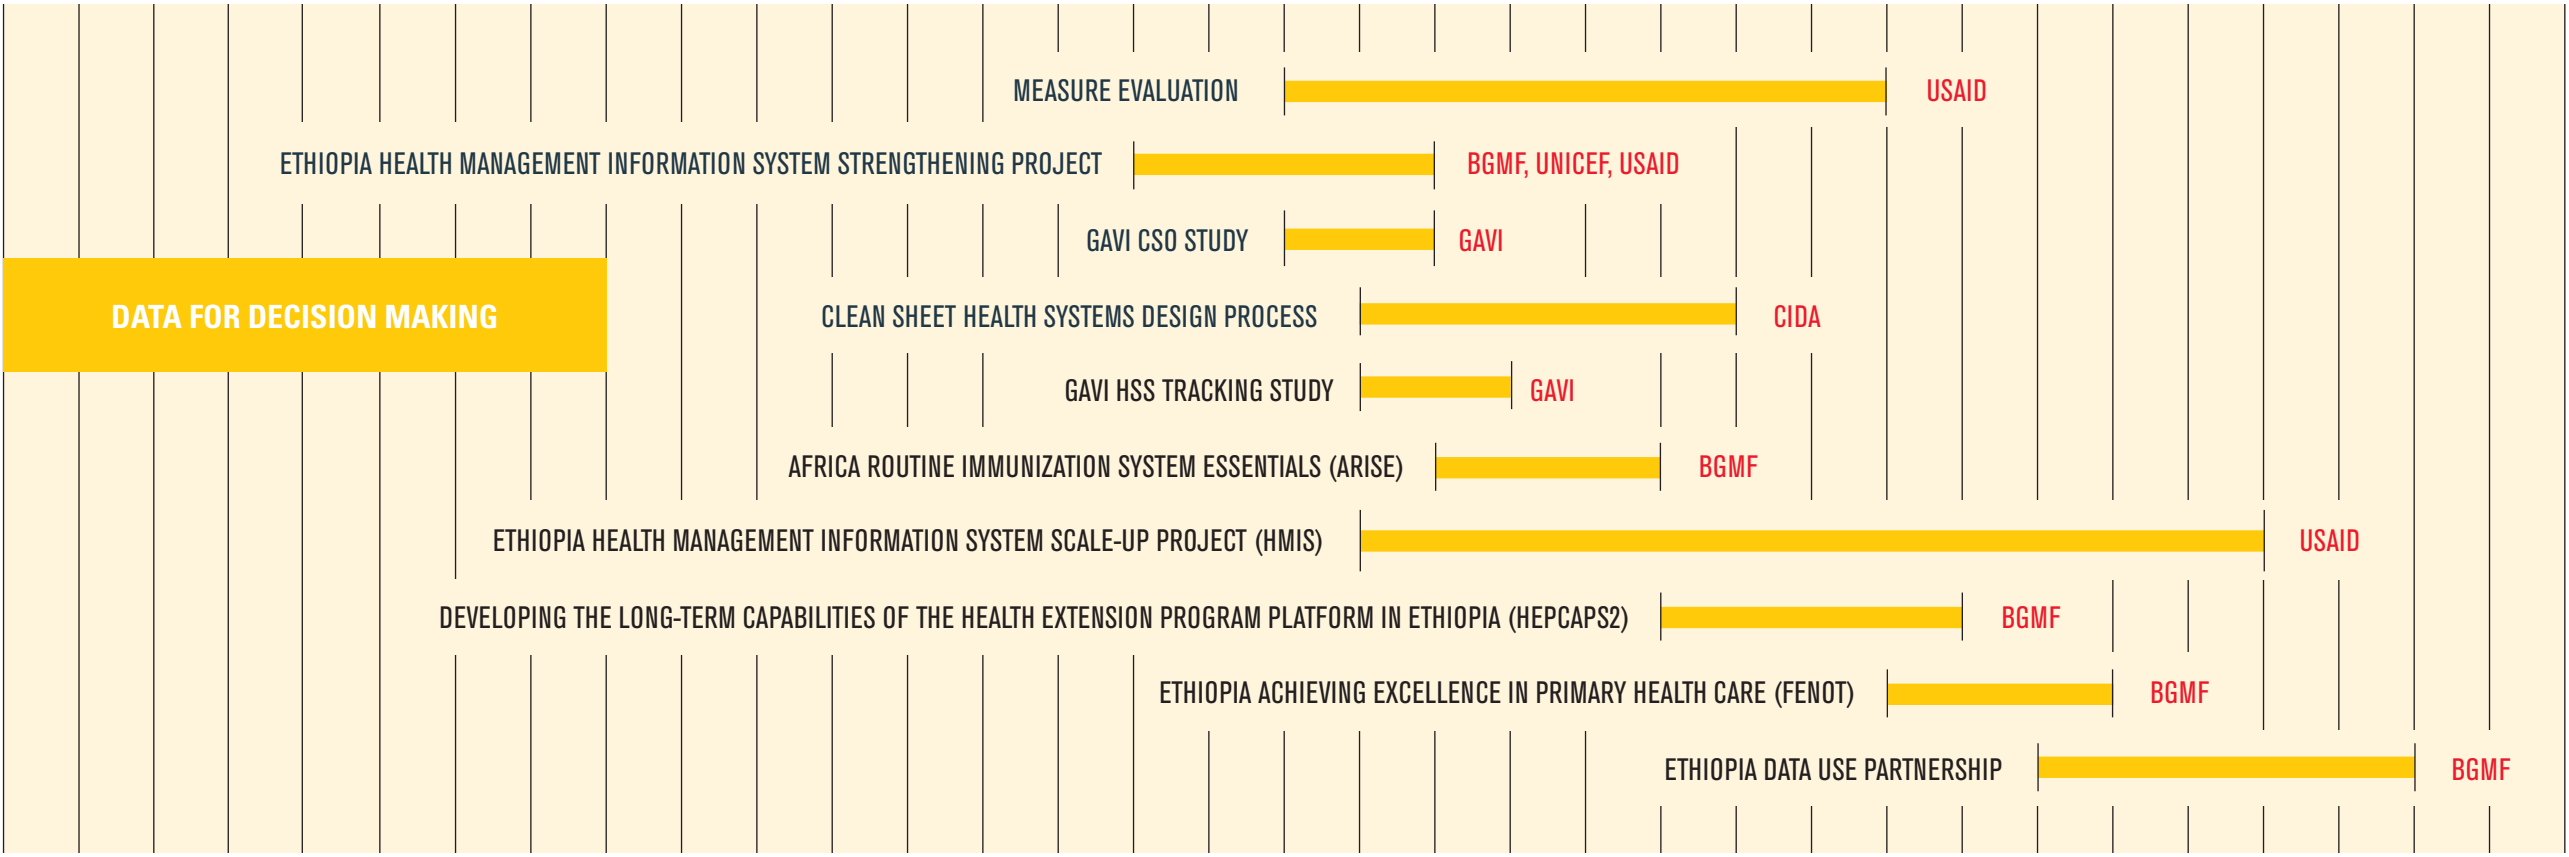 MEASURE EVALUATION USAID
ETHIOPIA HEALTH MANAGEMENT INFORMATION SYSTEM STRENGTHENING PROJECT BGMF, UNICEF, USAID
GAVI CSO STUDY GAVI
DATA FOR DECISION MAKING
CLEAN SHEET HEALTH SYSTEMS DESIGN PROCESS CIDA
GAVI HSS TRACKING STUDY GAVI
AFRICA ROUTINE IMMUNIZATION SYSTEM ESSENTIALS (ARISE) BGMF
ETHIOPIA HEALTH MANAGEMENT INFORMATION SYSTEM SCALE-UP PROJECT (HMIS) USAID
DEVELOPING THE LONG-TERM CAPABILITIES OF THE HEALTH EXTENSION PROGRAM PLATFORM IN ETHIOPIA (HEPCAPS2) BGMF
ETHIOPIA ACHIEVING EXCELLENCE IN PRIMARY HEALTH CARE (FENOT) BGMF
ETHIOPIA DATA USE PARTNERSHIP BGMF